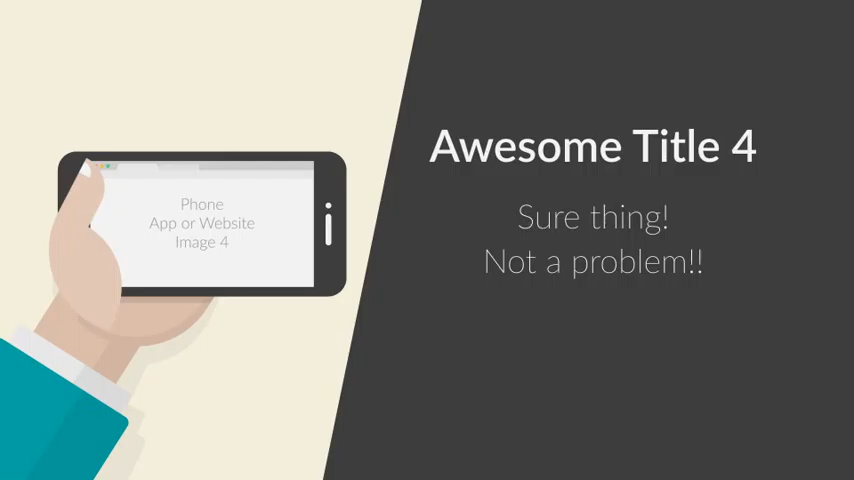 Phone
App or Website
Image 4
Awesome Title 4
Sure thing!
Not a problem!!